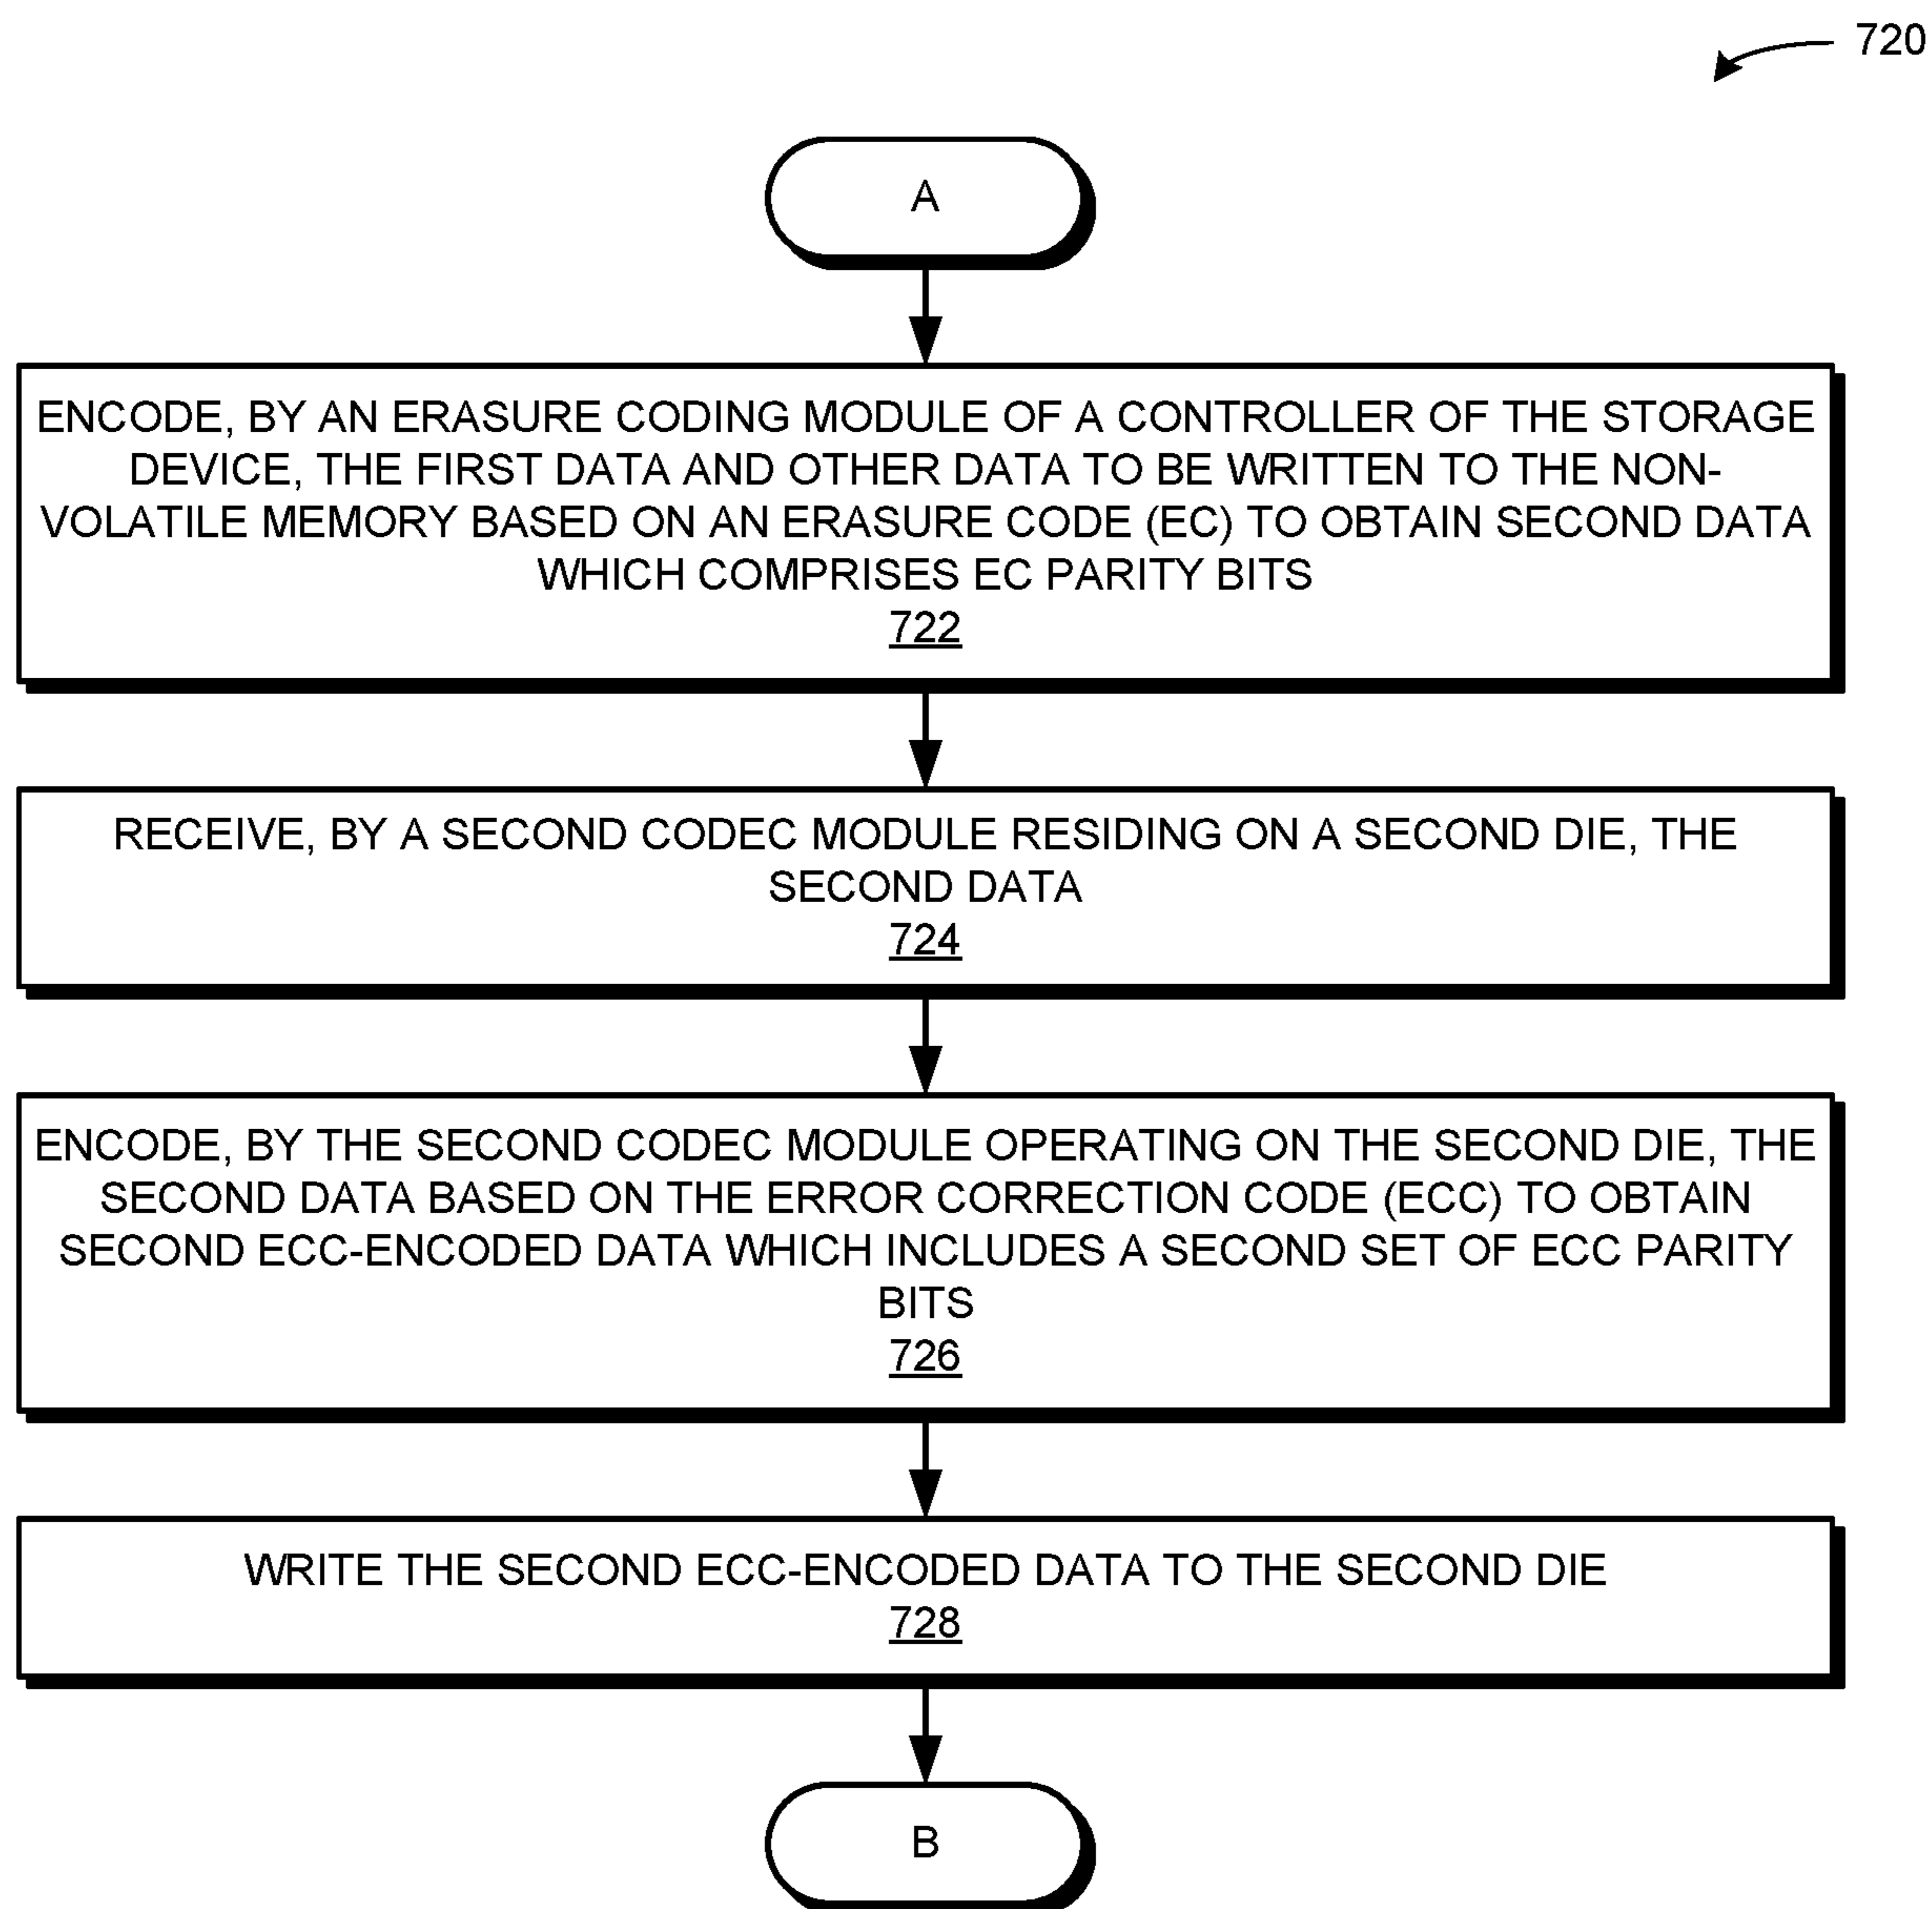 720
A
ENCODE, BY AN ERASURE CODING MODULE OF A CONTROLLER OF THE STORAGE
DEVICE, THE FIRST DATA AND OTHER DATA TO BE WRITTEN TO THE NON-
VOLATILE MEMORY BASED ON AN ERASURE CODE (EC) TO OBTAIN SECOND DATA
WHICH COMPRISES EC PARITY BITS
722
RECEIVE, BY A SECOND CODEC MODULE RESIDING ON A SECOND DIE, THE
SECOND DATA
724
ENCODE, BY THE SECOND CODEC MODULE OPERATING ON THE SECOND DIE, THE
SECOND DATA BASED ON THE ERROR CORRECTION CODE (ECC) TO OBTAIN
SECOND ECC-ENCODED DATA WHICH INCLUDES A SECOND SET OF ECC PARITY
BITS
726
WRITE THE SECOND ECC-ENCODED DATA TO THE SECOND DIE
728
B